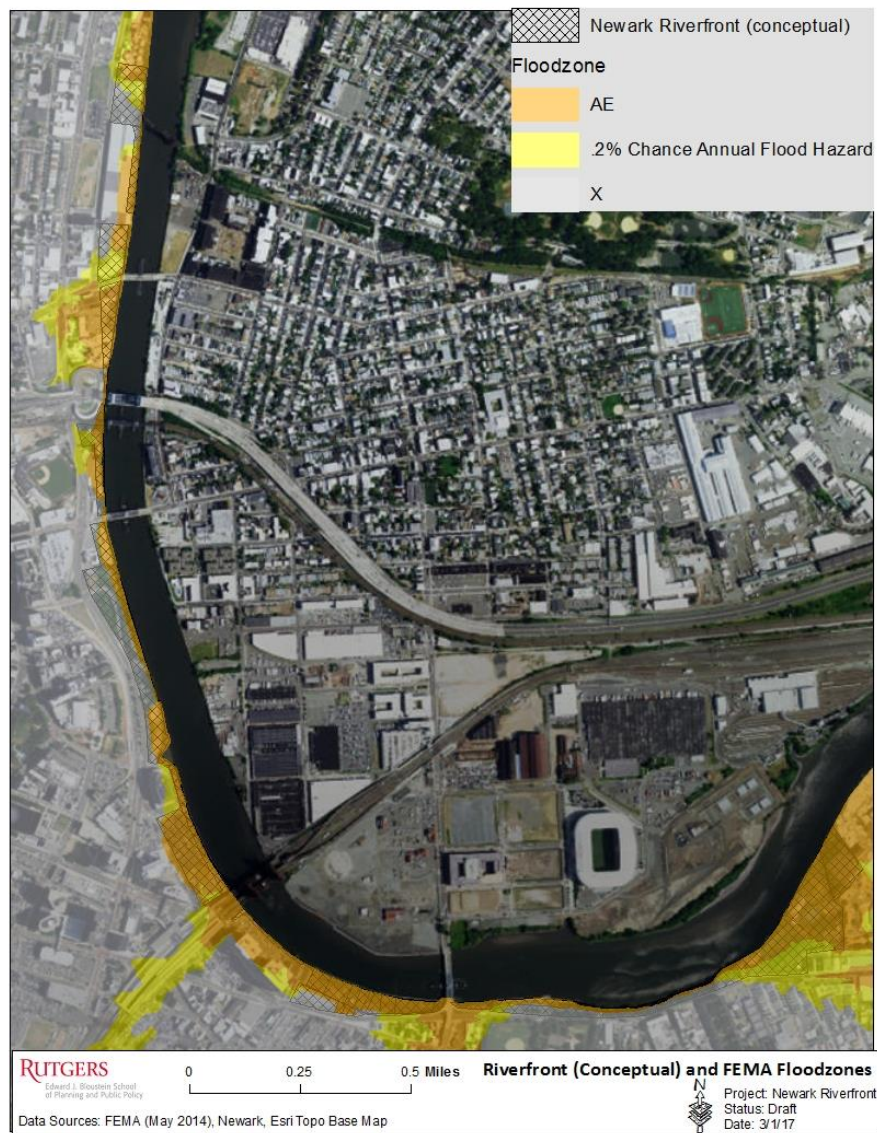 Newark Riverfront (conceptual)
Floodzone
AE
.2% Chance Annual Flood Hazard
X
RUTGERS
Edward J. Bloustein School
of Planning and Public Policy
0 0.25 0.5 Miles
Data Sources: FEMA (May 2014), Newark, Esri Topo Base Map
Riverfront (Conceptual) and FEMA Floodzones
N
Project: Newark Riverfront
Status: Draft
Date: 3/1/17